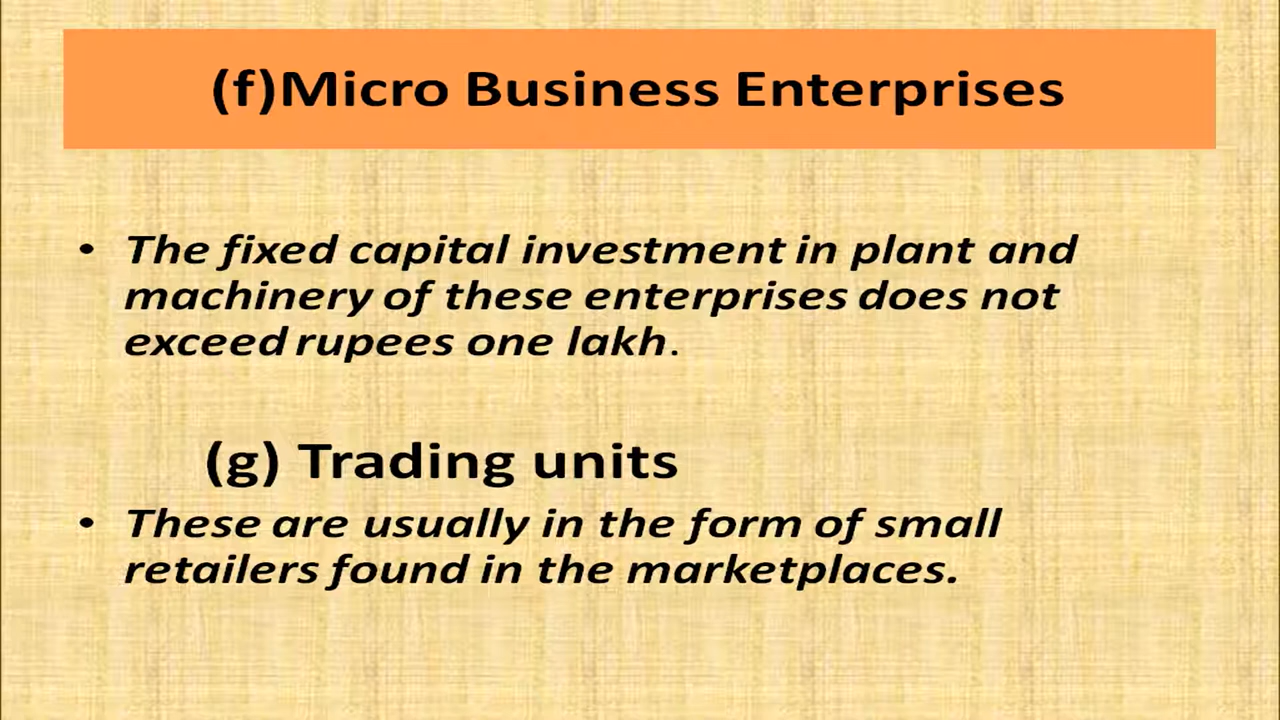 (f)Micro Business Enterprises
• The fixed capital investment in plant and
machinery of these enterprises does not
exceed rupees one lakh.
(g) Trading units
• These are usually in the form of small
retailers found in the marketplaces.